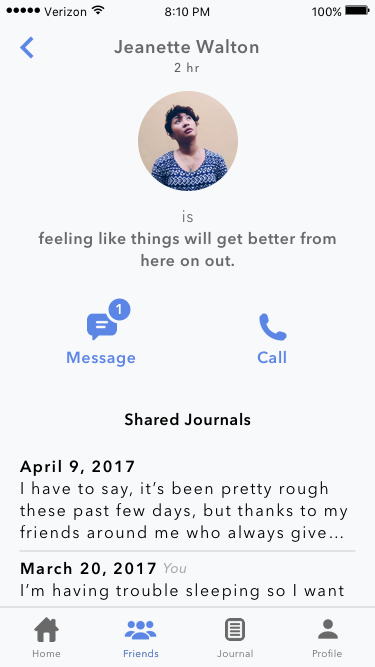 Verizon 8:10 PM 100%
Jeanette Walton
2 hr
is
feeling like things will get better from
here on out.
1
Message Call
Shared Journals
April 9, 2017
I have to say, it’s been pretty rough
these past few days, but thanks to my
friends around me who always give...
March 20, 2017 You
I’m having trouble sleeping so I want
Home Friends Journal Profile